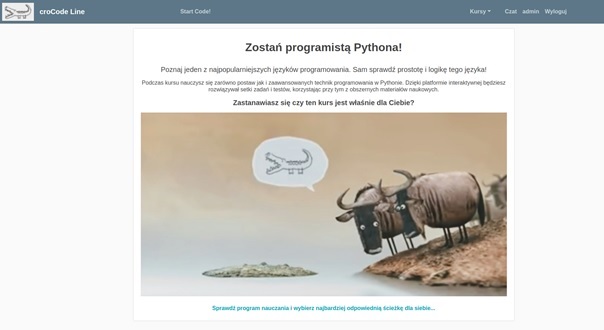 croCode Line
Start Code!
Kursy
Czat
admin
Wyloguj
Zostań programistą Pythona!
Poznaj jeden z najpopularniejszych języków programowania. Sam sprawdź prostotę i logikę tego języka!
Podczas kursu nauczysz się zarówno postaw jak i zaawansowanych technik programowania w Pythonie. Dzięki platformie interaktywnej będziesz
rozwiązywał setki zadań i testów, korzystając przy tym z obszernych materiałów naukowych.
Zastanawiasz się czy ten kurs jest właśnie dla Ciebie?
Sprawdź program nauczania i wybierz najbardziej odpowiednią ścieżkę dla siebie...